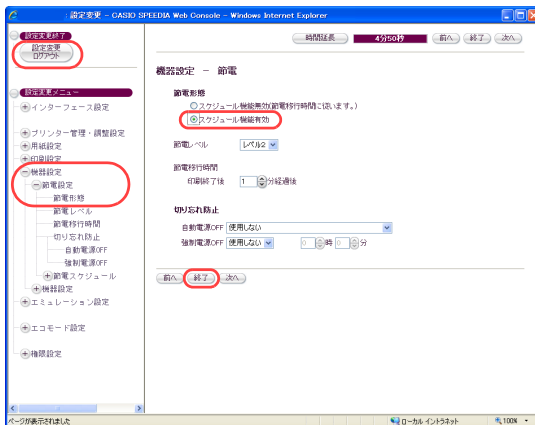 : 設定変更 - CASIO SPEEDIA Web Console - Windows Internet Explorer
設定変更終了
設定変更
ログアウト
時間延長
4分50秒
前へ
終了
次へ
機器設定 － 節電
設定変更メニュー
インターフェース設定
プリンター管理・調整設定
用紙設定
印刷設定
機器設定
節電設定
節電形態
節電レベル
節電移行時間
切り忘れ防止
自動電源OFF
強制電源OFF
節電スケジュール
機器設定
エミュレーション設定
エコモード設定
権限設定
節電形態
スケジュール機能無効(節電移行時間に従います。)
スケジュール機能有効
節電レベル
レベル2
節電移行時間
印刷終了後 1 分経過後
切り忘れ防止
自動電源OFF 使用しない
強制電源OFF 使用しない 0 時 0 分
前へ
終了
次へ
ページが表示されました
ローカル イントラネット
100%